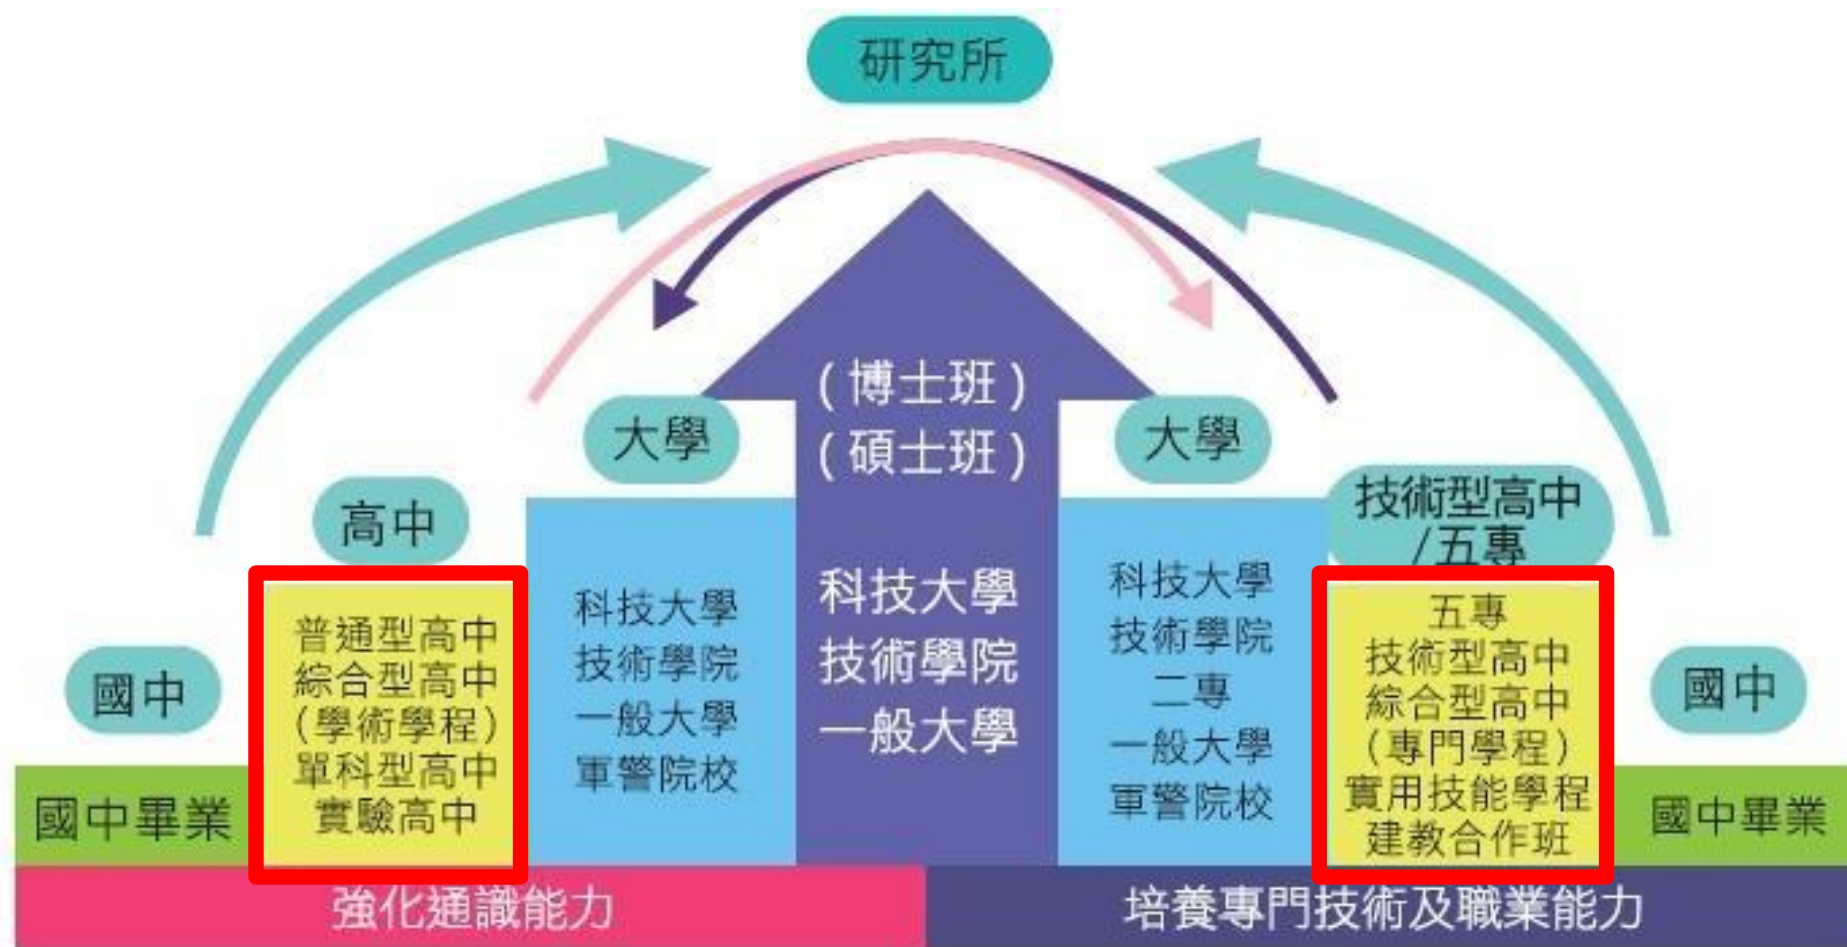 研究所
(博士班)
(碩士班)
科技大學
技術學院
一般大學
大學
科技大學
技術學院
一般大學
軍警院校
高中
普通型高中
綜合型高中
(學術學程)
單科型高中
實驗高中
國中
國中畢業
強化通識能力
大學
科技大學
技術學院
二專
一般大學
軍警院校
技術型高中
/五專
五專
技術型高中
綜合型高中
(專門學程)
實用技能學程
建教合作班
國中
國中畢業
培養專門技術及職業能力